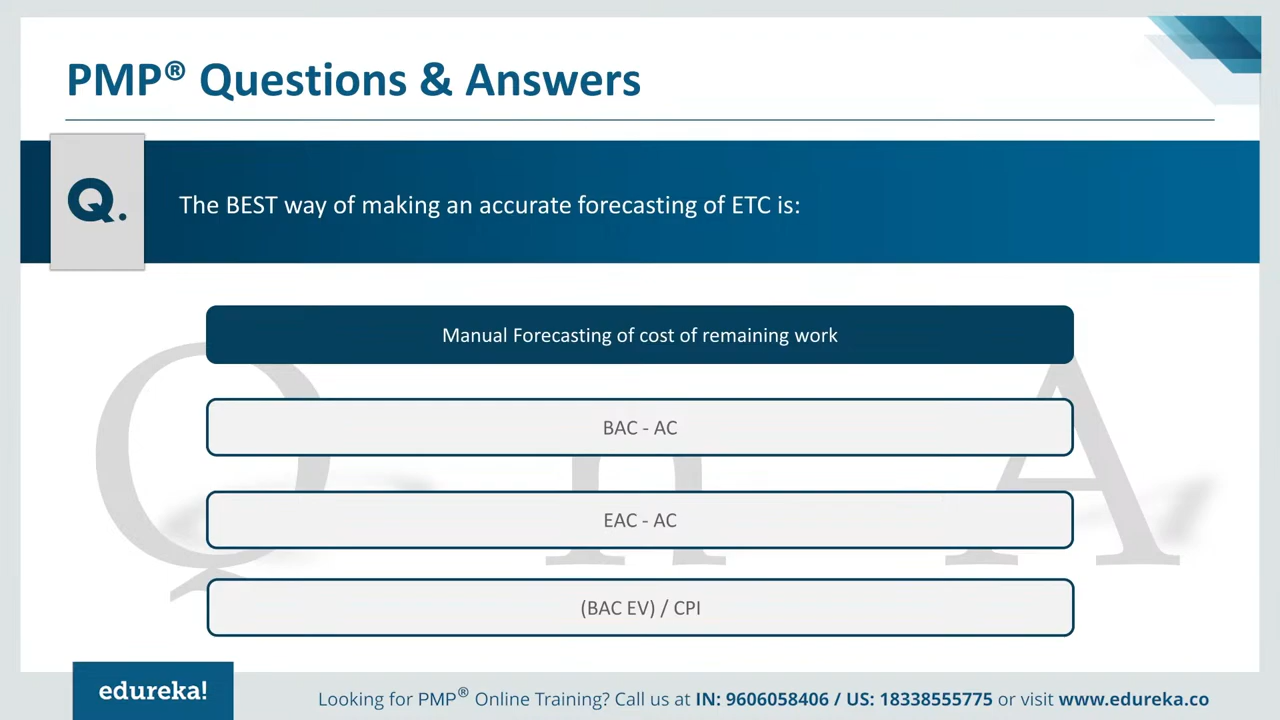 PMP® Questions & Answers
Q.
The BEST way of making an accurate forecasting of ETC is:
Manual Forecasting of cost of remaining work
BAC - AC
EAC - AC
(BAC EV) / CPI
Q n A
edureka!
Looking for PMP® Online Training? Call us at IN: 9606058406 / US: 18338555775 or visit www.edureka.co